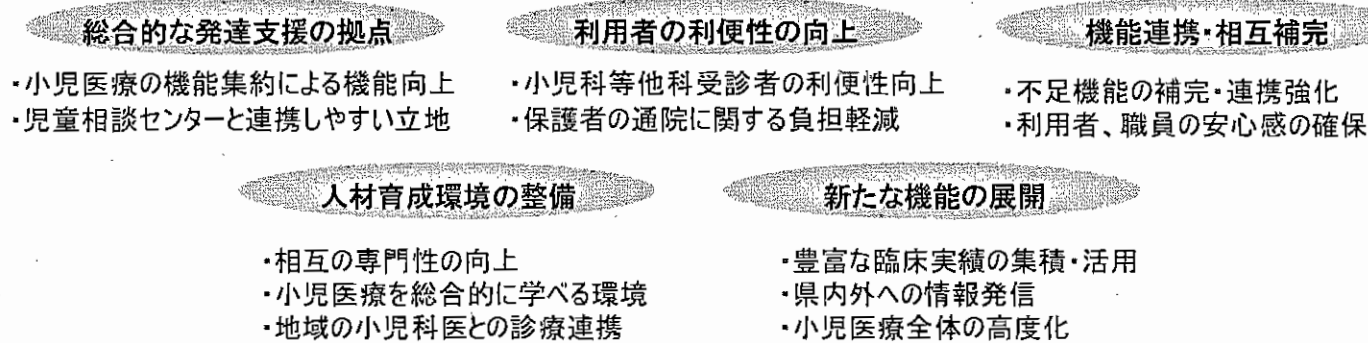 総合的な発達支援の拠点
・小児医療の機能集約による機能向上
・児童相談センターと連携しやすい立地
利用者の利便性の向上
・小児科等他科受診者の利便性向上
・保護者の通院に関する負担軽減
機能連携・相互補完
・不足機能の補完・連携強化
・利用者、職員の安心感の確保
人材育成環境の整備
・相互の専門性の向上
・小児医療を総合的に学べる環境
・地域の小児科医との診療連携
新たな機能の展開
・豊富な臨床実績の集積・活用
・県内外への情報発信
・小児医療全体の高度化